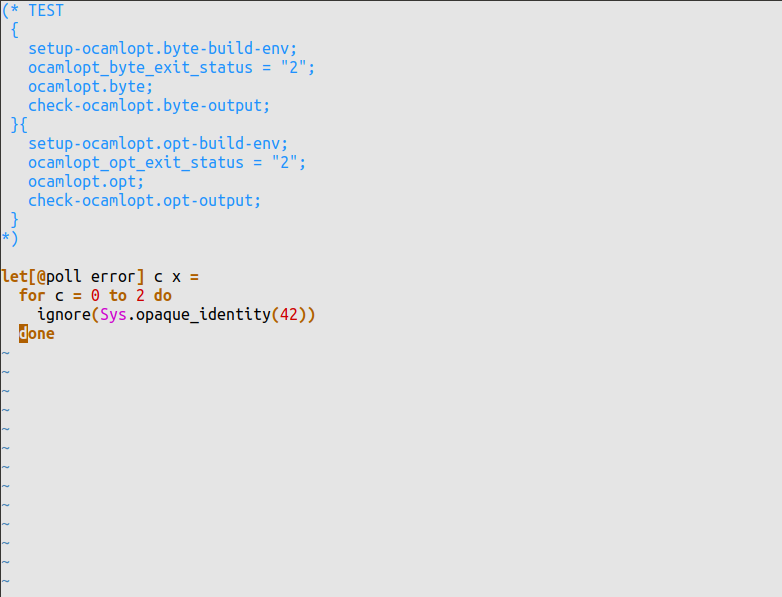 (* TEST
 {
   setup-ocamlopt.byte-build-env;
   ocamlopt_byte_exit_status = "2";
   ocamlopt.byte;
   check-ocamlopt.byte-output;
 }{
   setup-ocamlopt.opt-build-env;
   ocamlopt_opt_exit_status = "2";
   ocamlopt.opt;
   check-ocamlopt.opt-output;
 }
*)

let[@poll error] c x =
  for c = 0 to 2 do
    ignore(Sys.opaque_identity(42))
  done
~
~
~
~
~
~
~
~
~
~
~
~
~